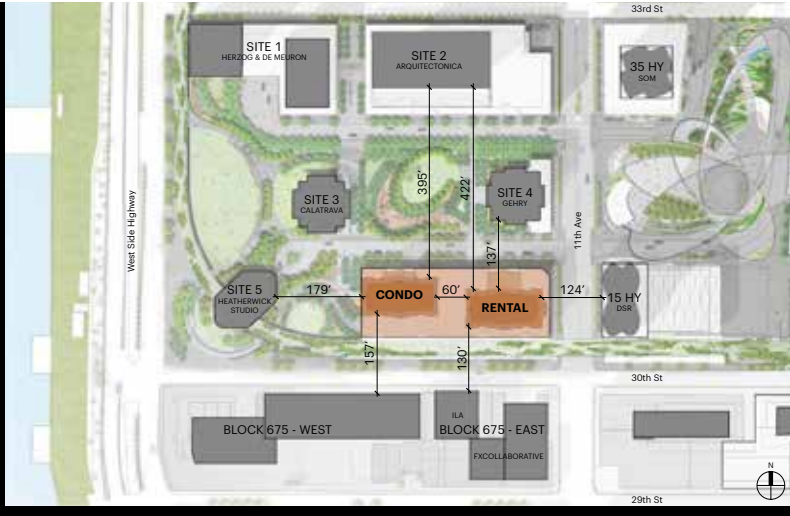 33rd St
SITE 1
HERZOG & DE MEURON
SITE 2
ARQUITECTONICA
35 HY
SOM
395'
422'
SITE 3
CALATRAVA
SITE 4
GEHRY
137'
11th Ave
West Side Highway
SITE 5
HEATHERWICK
STUDIO
179'
CONDO
60'
RENTAL
124'
15 HY
DSR
157'
130'
30th St
BLOCK 675 - WEST
ILA
BLOCK 675 - EAST
FXCOLLABORATIVE
N
29th St